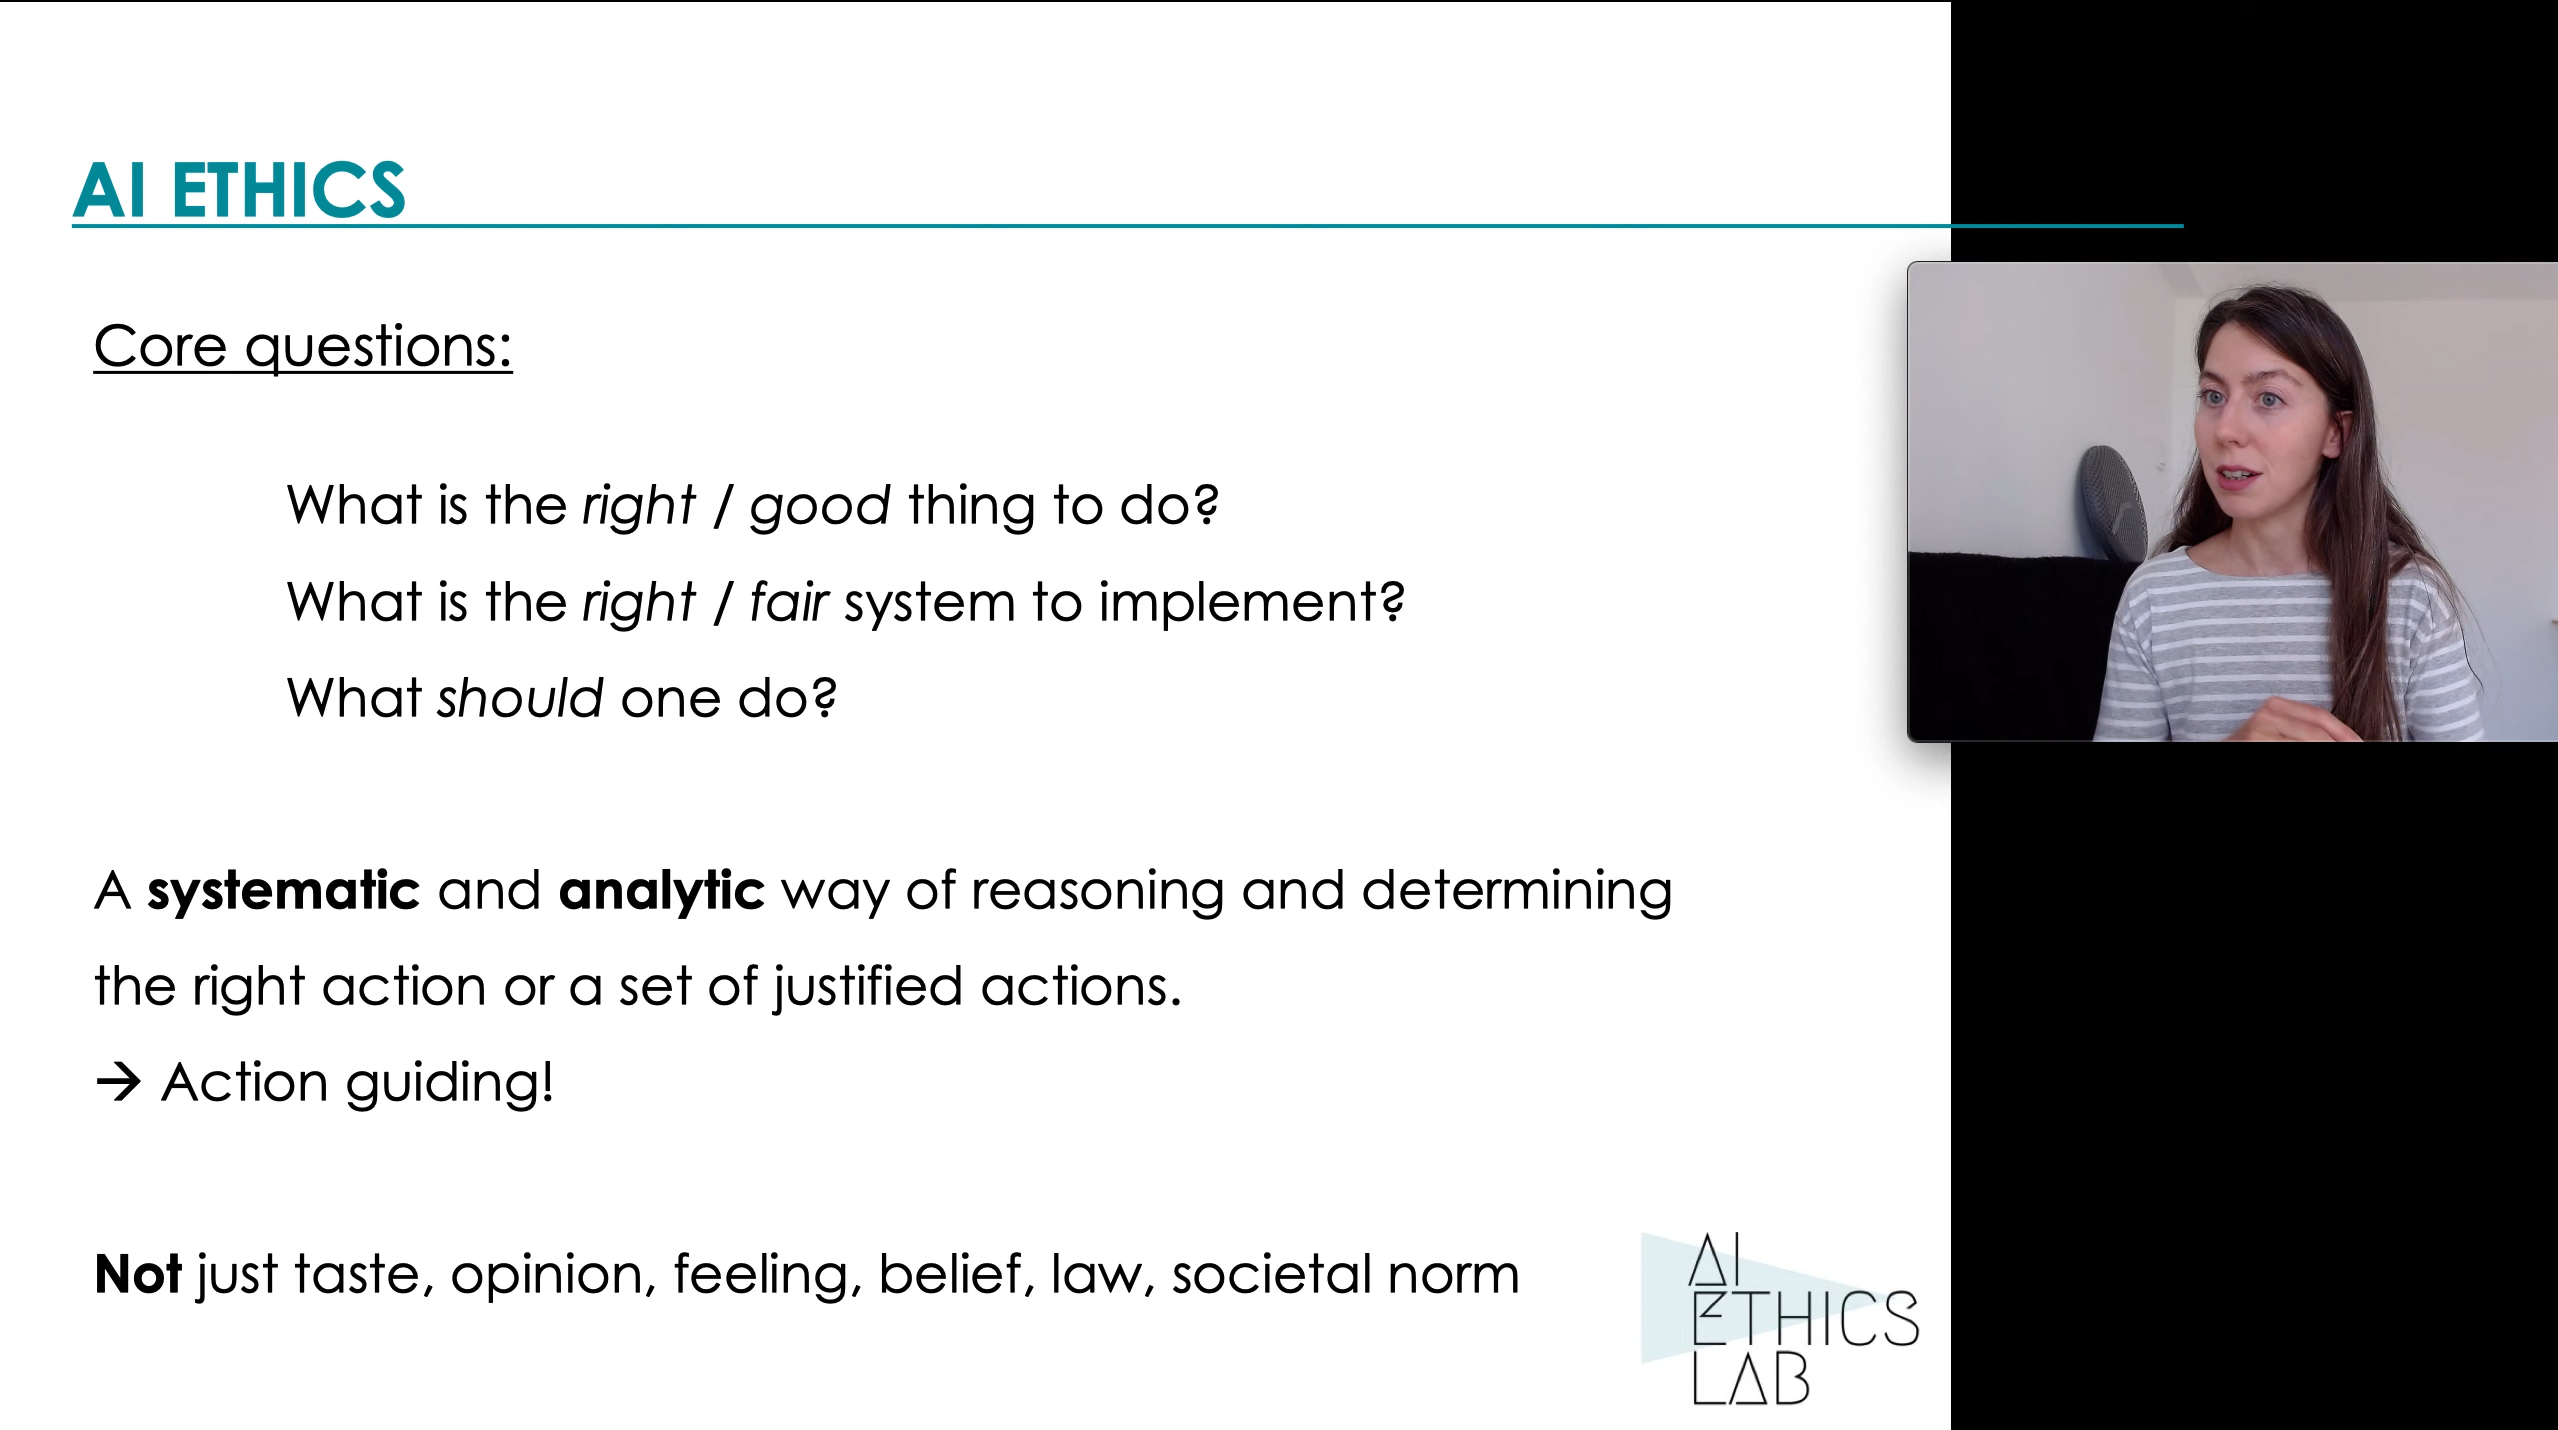 AI ETHICS
Core questions:
What is the right / good thing to do?
What is the right / fair system to implement?
What should one do?
A systematic and analytic way of reasoning and determining
the right action or a set of justified actions.
→ Action guiding!
Not just taste, opinion, feeling, belief, law, societal norm
AI
ETHICS
LAB